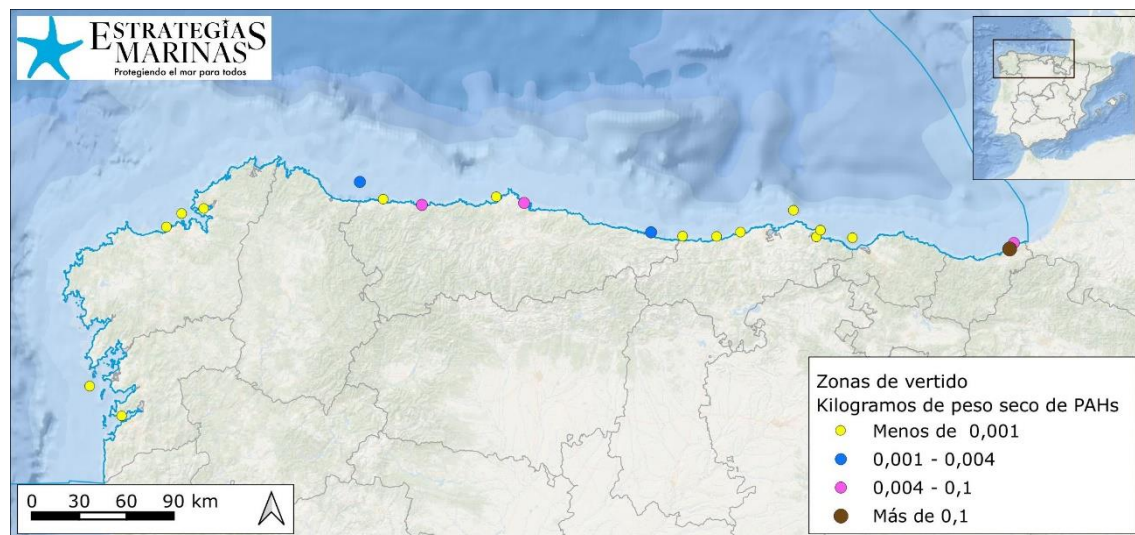 ESTRATEGIAS
MARINAS
Protegiendo el mar para todos
Zonas de vertido
Kilogramos de peso seco de PAHs
Menos de 0,001
0,001 - 0,004
0,004 - 0,1
Más de 0,1
0 30 60 90 km